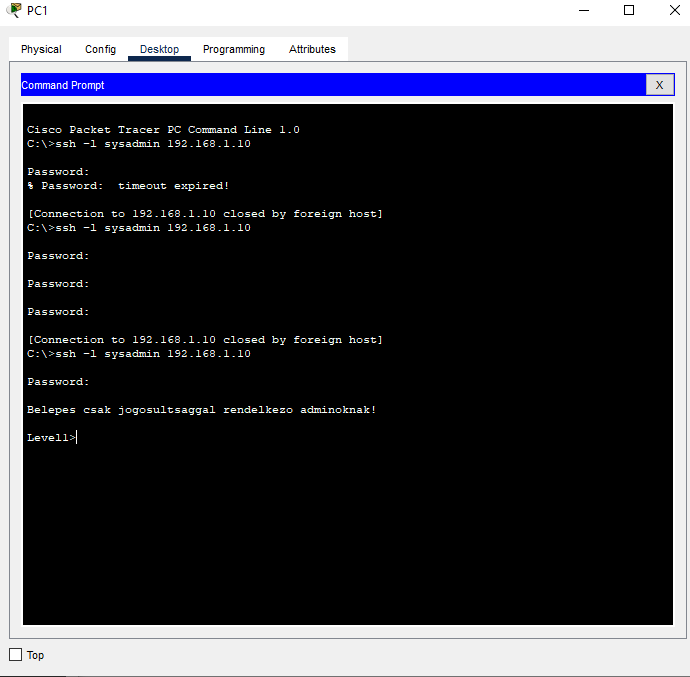 PC1
Physical Config Desktop Programming Attributes
Command Prompt
X
Cisco Packet Tracer PC Command Line 1.0
C:\>ssh -l sysadmin 192.168.1.10
Password:
% Password:  timeout expired!
[Connection to 192.168.1.10 closed by foreign host]
C:\>ssh -l sysadmin 192.168.1.10
Password:
Password:
Password:
[Connection to 192.168.1.10 closed by foreign host]
C:\>ssh -l sysadmin 192.168.1.10
Password:
Belepes csak jogosultsaggal rendelkezo adminoknak!
Level1>
Top